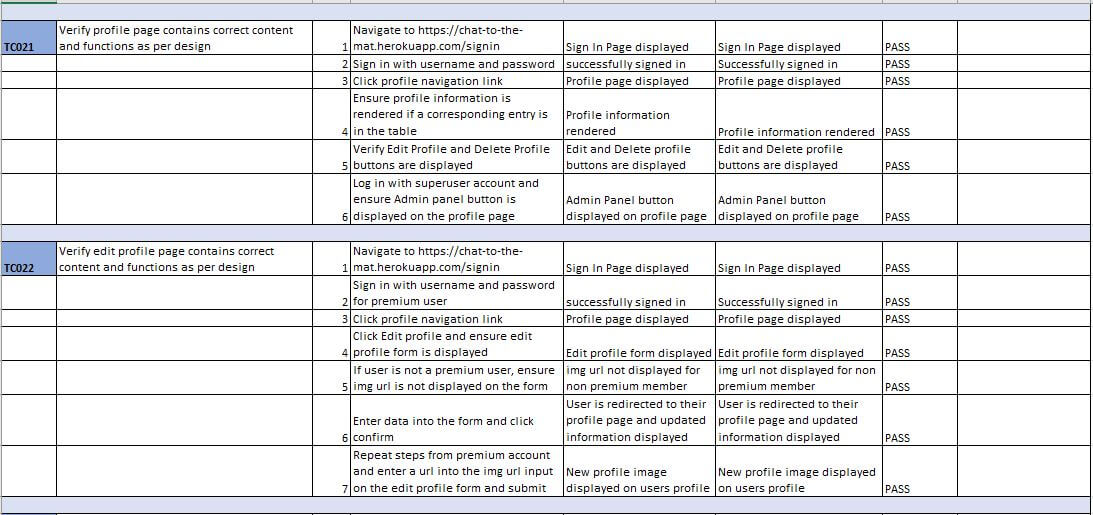 TC021
Verify profile page contains correct content
and functions as per design
1
Navigate to https://chat-to-the-
mat.herokuapp.com/signin
Sign In Page displayed
Sign In Page displayed
PASS
2
Sign in with username and password
successfully signed in
Successfully signed in
PASS
3
Click profile navigation link
Profile page displayed
Profile page displayed
PASS
4
Ensure profile information is
rendered if a corresponding entry is
in the table
Profile information
rendered
Profile information rendered
PASS
5
Verify Edit Profile and Delete Profile
buttons are displayed
Edit and Delete profile
buttons are displayed
Edit and Delete profile
buttons are displayed
PASS
6
Log in with superuser account and
ensure Admin panel button is
displayed on the profile page
Admin Panel button
displayed on profile page
Admin Panel button
displayed on profile page
PASS
TC022
Verify edit profile page contains correct
content and functions as per design
1
Navigate to https://chat-to-the-
mat.herokuapp.com/signin
Sign In Page displayed
Sign In Page displayed
PASS
2
Sign in with username and password
for premium user
successfully signed in
Successfully signed in
PASS
3
Click profile navigation link
Profile page displayed
Profile page displayed
PASS
4
Click Edit profile and ensure edit
profile form is displayed
Edit profile form displayed
Edit profile form displayed
PASS
5
If user is not a premium user, ensure
img url is not displayed on the form
img url not displayed for
non premium member
img url not displayed for non
premium member
PASS
6
Enter data into the form and click
confirm
User is redirected to their
profile page and updated
information displayed
User is redirected to their
profile page and updated
information displayed
PASS
7
Repeat steps from premium account
and enter a url into the img url input
on the edit profile form and submit
New profile image
displayed on users profile
New profile image displayed
on users profile
PASS